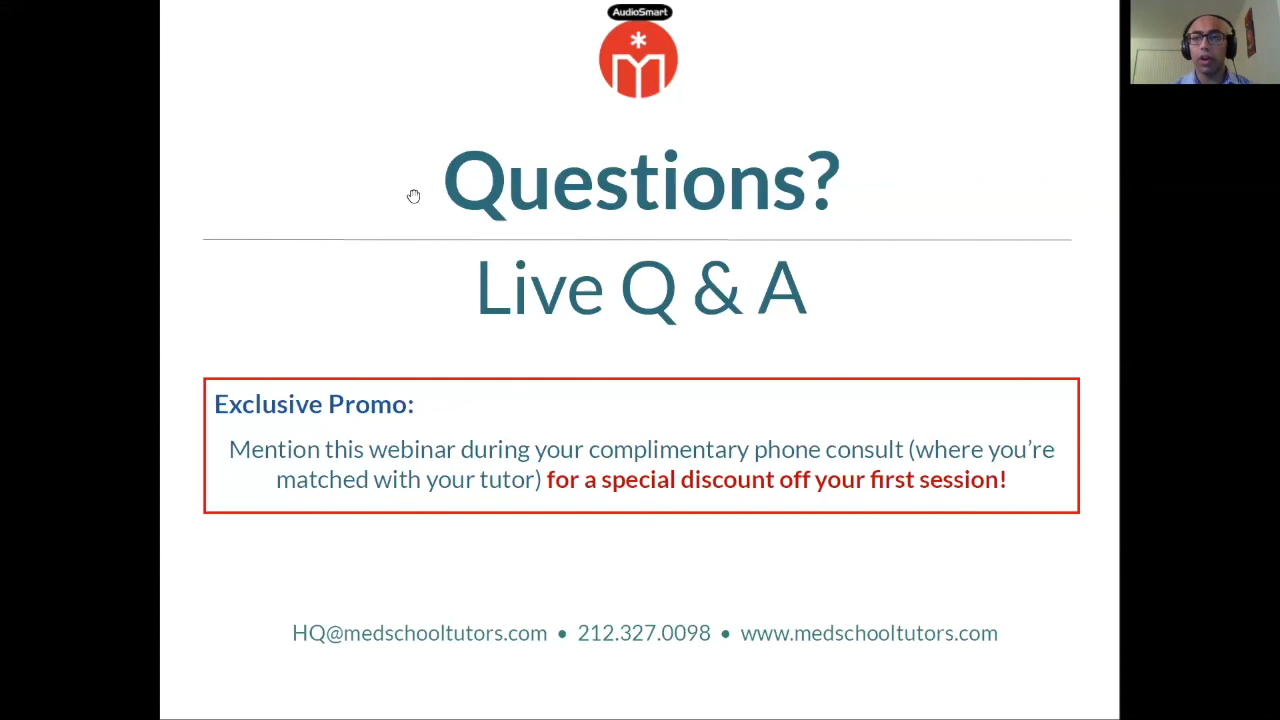 AudioSmart
Questions?
Live Q & A
Exclusive Promo:
Mention this webinar during your complimentary phone consult (where you’re
matched with your tutor) for a special discount off your first session!
HQ@medschooltutors.com • 212.327.0098 • www.medschooltutors.com